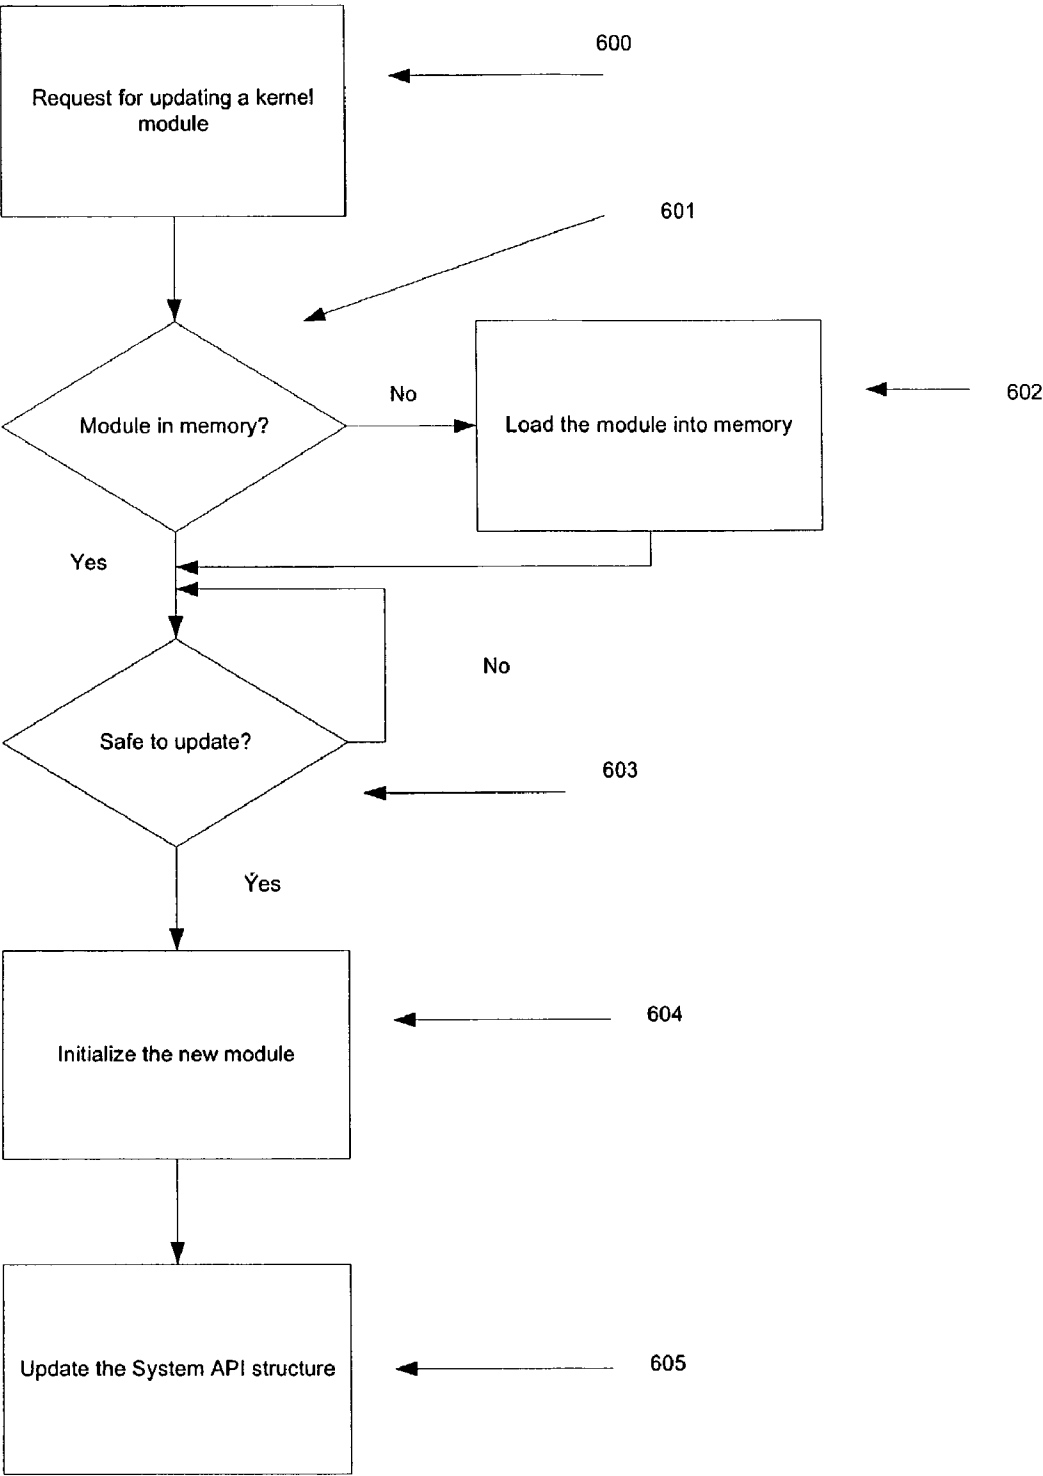 600
Request for updating a kernel
module
601
No
602
Module in memory?
Load the module into memory
Yes
No
Safe to update?
603
Yes
604
Initialize the new module
605
Update the System API structure